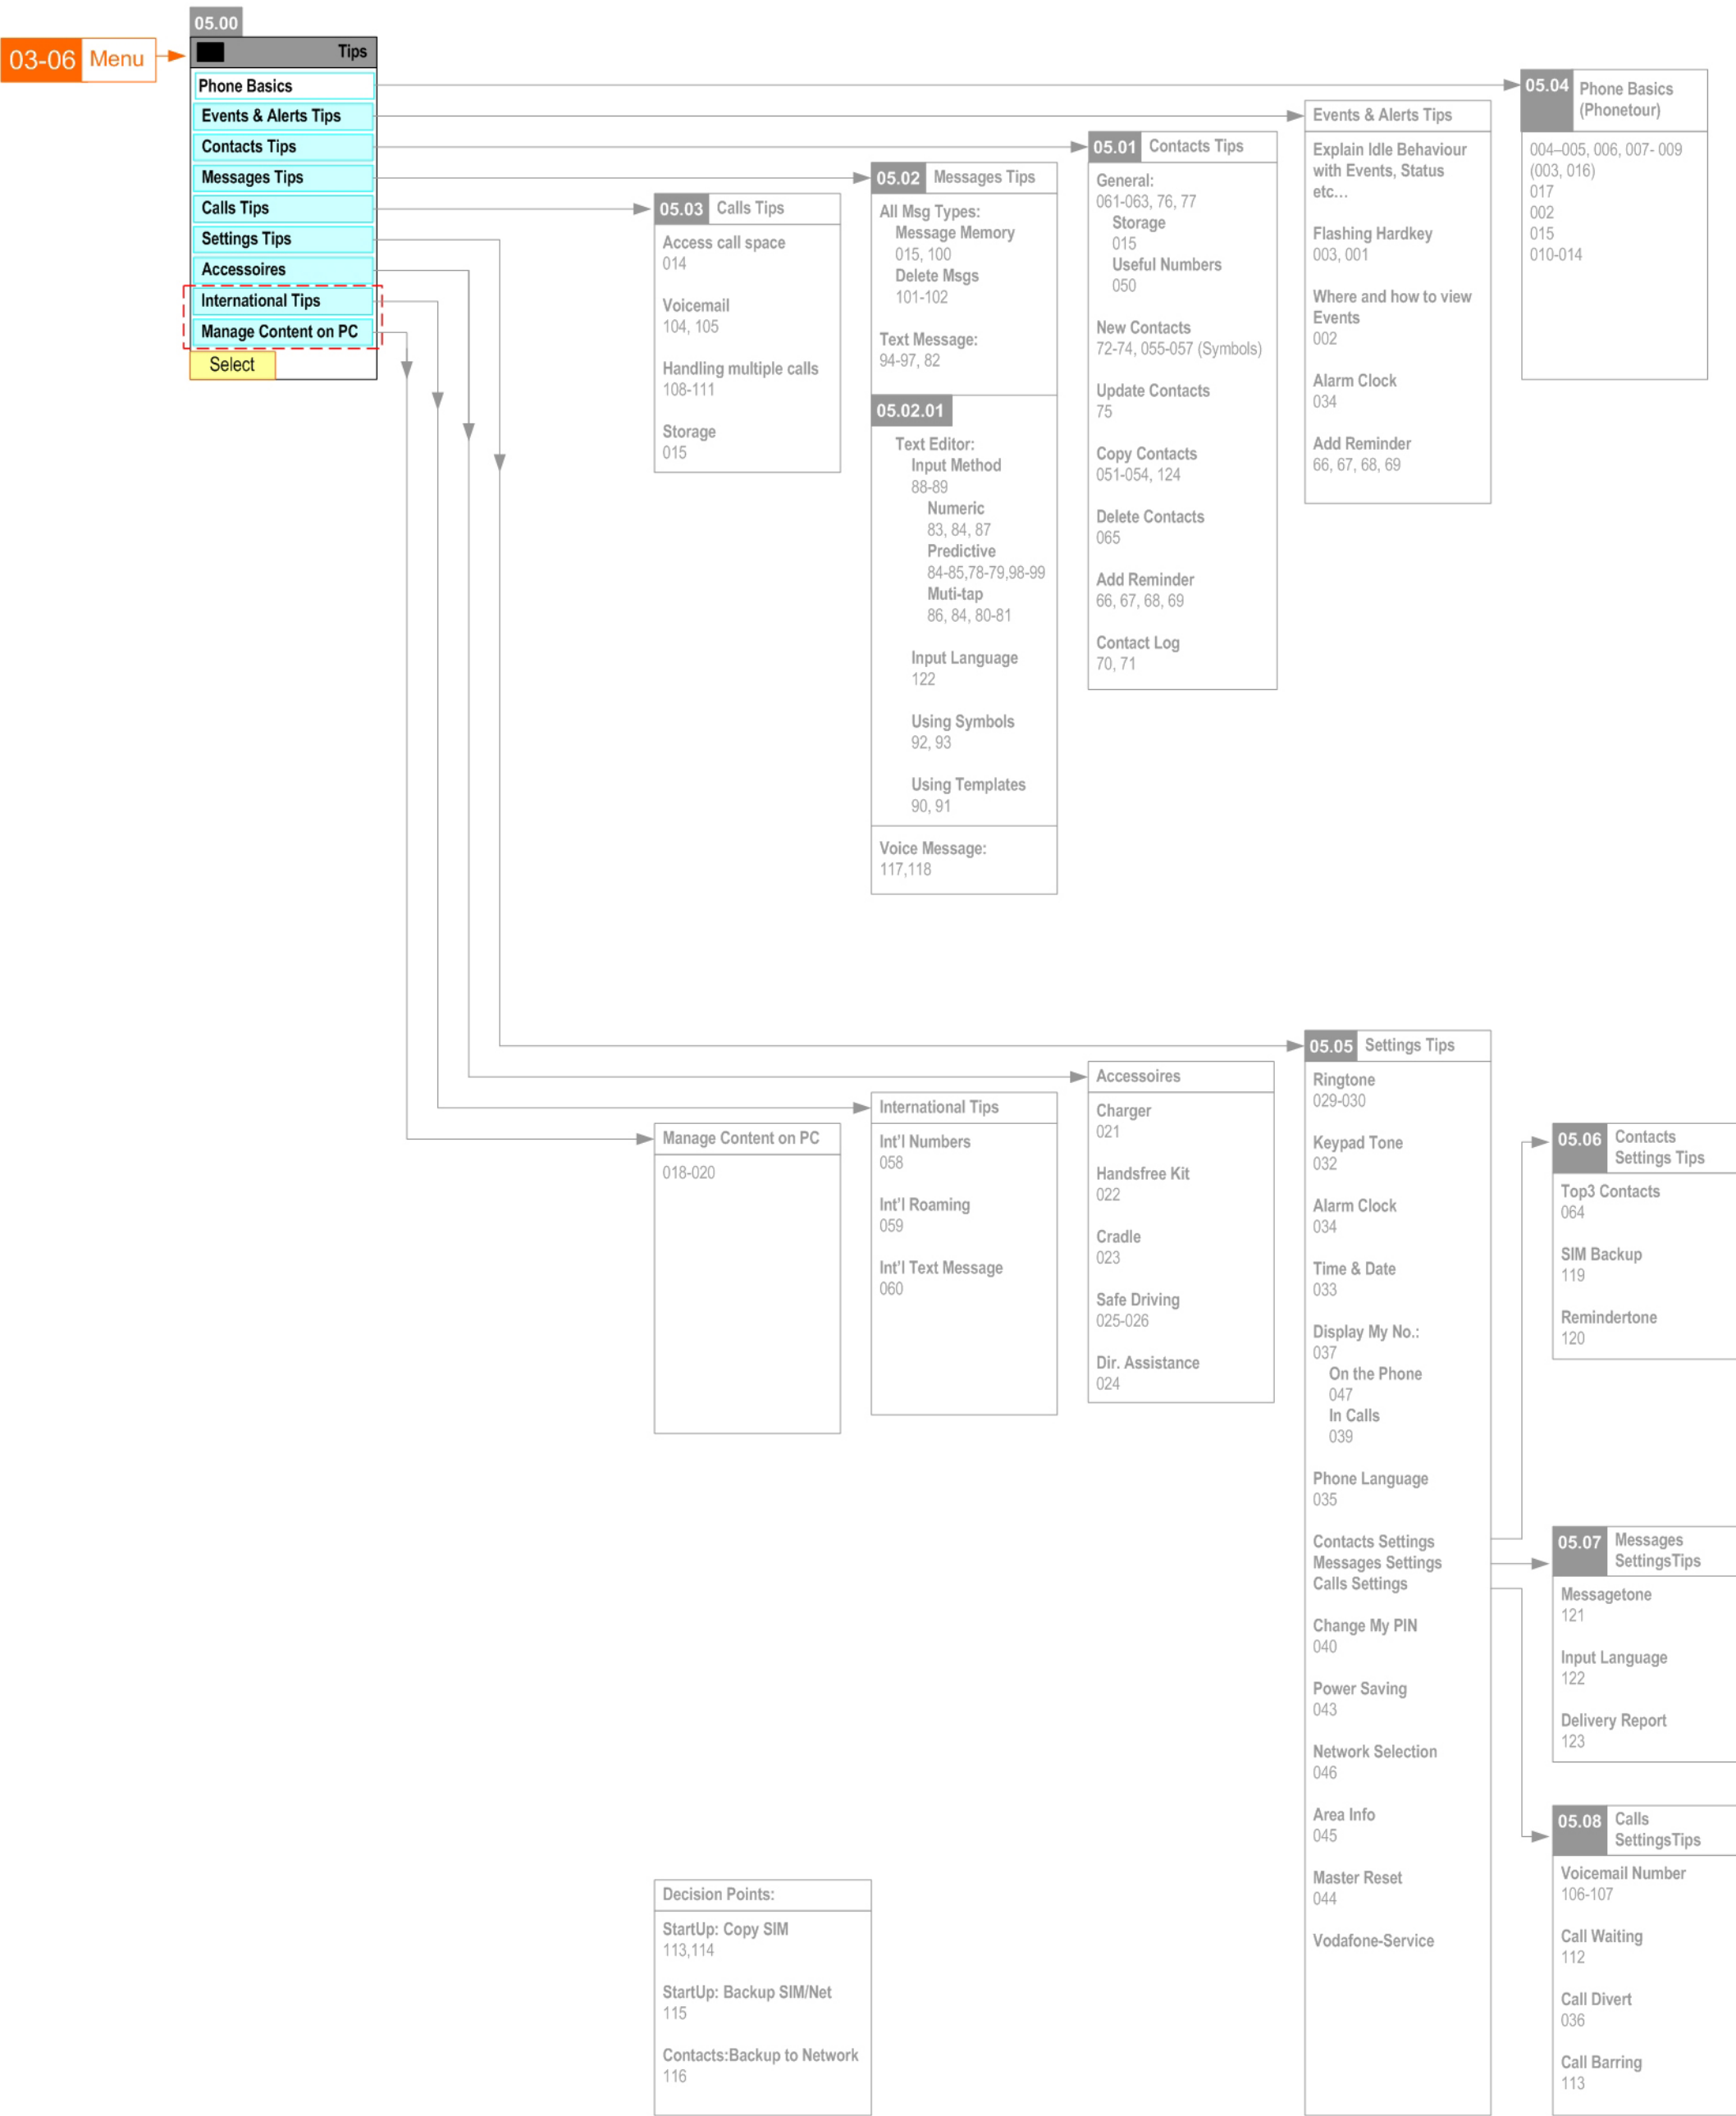 05.00
03-06 Menu
Tips
Phone Basics
Events & Alerts Tips
Contacts Tips
Messages Tips
Calls Tips
Settings Tips
Accessoires
International Tips
Manage Content on PC
Select
05.03 Calls Tips
Access call space
014
Voicemail
104, 105
Handling multiple calls
108-111
Storage
015
05.02 Messages Tips
All Msg Types:
Message Memory
015, 100
Delete Msgs
101-102
Text Message:
94-97, 82
05.02.01
Text Editor:
Input Method
88-89
Numeric
83, 84, 87
Predictive
84-85,78-79,98-99
Muti-tap
86, 84, 80-81
Input Language
122
Using Symbols
92, 93
Using Templates
90, 91
Voice Message:
117,118
05.01 Contacts Tips
General:
061-063, 76, 77
Storage
015
Useful Numbers
050
New Contacts
72-74, 055-057 (Symbols)
Update Contacts
75
Copy Contacts
051-054, 124
Delete Contacts
065
Add Reminder
66, 67, 68, 69
Contact Log
70, 71
Events & Alerts Tips
Explain Idle Behaviour
with Events, Status
etc...
Flashing Hardkey
003, 001
Where and how to view
Events
002
Alarm Clock
034
Add Reminder
66, 67, 68, 69
05.04 Phone Basics
(Phonetour)
004–005, 006, 007- 009
(003, 016)
017
002
015
010-014
Manage Content on PC
018-020
International Tips
Int'l Numbers
058
Int'l Roaming
059
Int'l Text Message
060
Accessoires
Charger
021
Handsfree Kit
022
Cradle
023
Safe Driving
025-026
Dir. Assistance
024
05.05 Settings Tips
Ringtone
029-030
Keypad Tone
032
Alarm Clock
034
Time & Date
033
Display My No.:
037
On the Phone
047
In Calls
039
Phone Language
035
Contacts Settings
Messages Settings
Calls Settings
Change My PIN
040
Power Saving
043
Network Selection
046
Area Info
045
Master Reset
044
Vodafone-Service
05.06 Contacts
Settings Tips
Top3 Contacts
064
SIM Backup
119
Remindertone
120
05.07 Messages
SettingsTips
Messagetone
121
Input Language
122
Delivery Report
123
05.08 Calls
SettingsTips
Voicemail Number
106-107
Call Waiting
112
Call Divert
036
Call Barring
113
Decision Points:
StartUp: Copy SIM
113,114
StartUp: Backup SIM/Net
115
Contacts:Backup to Network
116